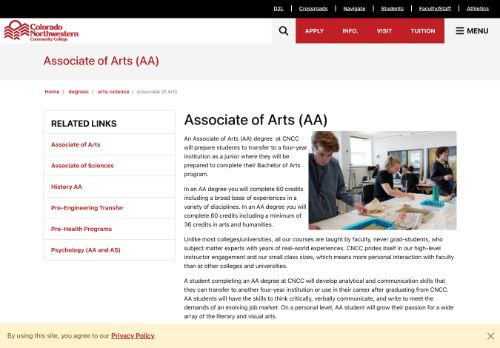 D2L | Crossroads | Navigate | Students | Faculty/Staff | Athletics
Colorado
Northwestern
Community College
APPLY INFO. VISIT TUITION MENU
Associate of Arts (AA)
Home / degrees / arts-science / Associate of Arts
RELATED LINKS
Associate of Arts
Associate of Sciences
History AA
Pre-Engineering Transfer
Pre-Health Programs
Psychology (AA and AS)
Associate of Arts (AA)
An Associate of Arts (AA) degree at CNCC
will prepare students to transfer to a four-year
institution as a junior where they will be
prepared to complete their Bachelor of Arts
program.
In an AA degree you will complete 60 credits
including a broad base of experiences in a
variety of disciplines. In an AA degree you will
complete 60 credits including a minimum of
36 credits in arts and humanities.
Unlike most colleges/universities, all our courses are taught by faculty, never grad-students, who
subject matter experts with years of real-world experiences. CNCC prides itself in our high-level
instructor engagement and our small class sizes, which means more personal interaction with faculty
than at other colleges and universities.
A student completing an AA degree at CNCC will develop analytical and communication skills that
they can transfer to another four-year institution or use in their career after graduating from CNCC.
AA students will have the skills to think critically, verbally communicate, and write to meet the
demands of an evolving job market. On a personal level, AA student will grow their passion for a wide
array of the literary and visual arts.
By using this site, you agree to our Privacy Policy